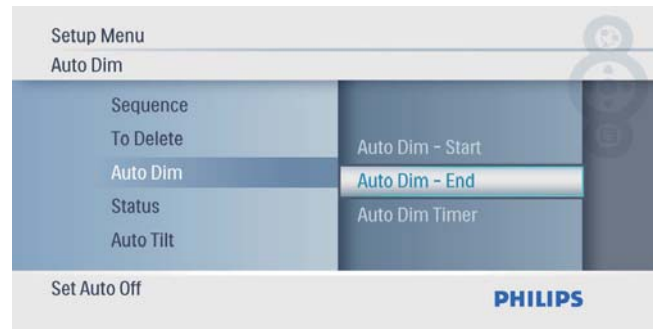 Setup Menu
Auto Dim
Sequence
To Delete
Auto Dim
Status
Auto Tilt
Auto Dim - Start
Auto Dim - End
Auto Dim Timer
Set Auto Off
PHILIPS